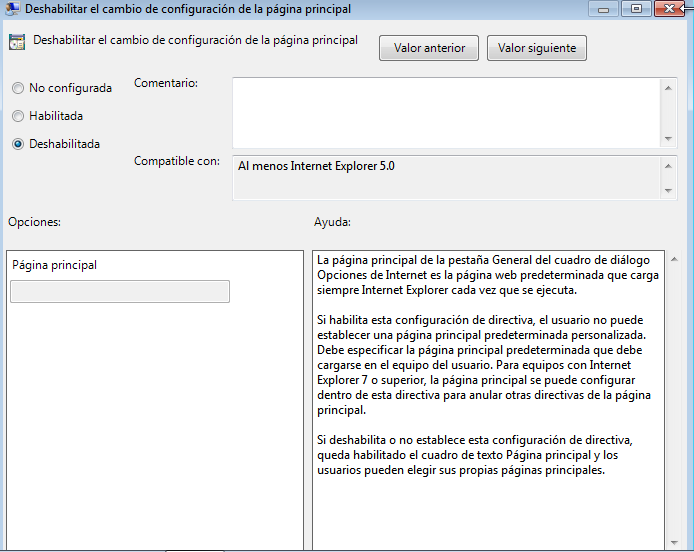 Deshabilitar el cambio de configuración de la página principal
Deshabilitar el cambio de configuración de la página principal
Valor anterior
Valor siguiente
No configurada
Habilitada
Deshabilitada
Comentario:
Compatible con:
Al menos Internet Explorer 5.0
Opciones:
Ayuda:
Página principal
La página principal de la pestaña General del cuadro de diálogo
Opciones de Internet es la página web predeterminada que carga
siempre Internet Explorer cada vez que se ejecuta.
Si habilita esta configuración de directiva, el usuario no puede
establecer una página principal predeterminada personalizada.
Debe especificar la página principal predeterminada que debe
cargarse en el equipo del usuario. Para equipos con Internet
Explorer 7 o superior, la página principal se puede configurar
dentro de esta directiva para anular otras directivas de la página
principal.
Si deshabilita o no establece esta configuración de directiva,
queda habilitado el cuadro de texto Página principal y los
usuarios pueden elegir sus propias páginas principales.